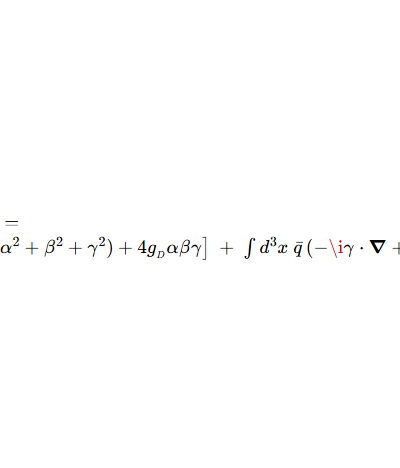 =
α² + β² + γ²) + 4g_D αβγ] + ∫ d³x q̄ (−\iγ · ∇ +